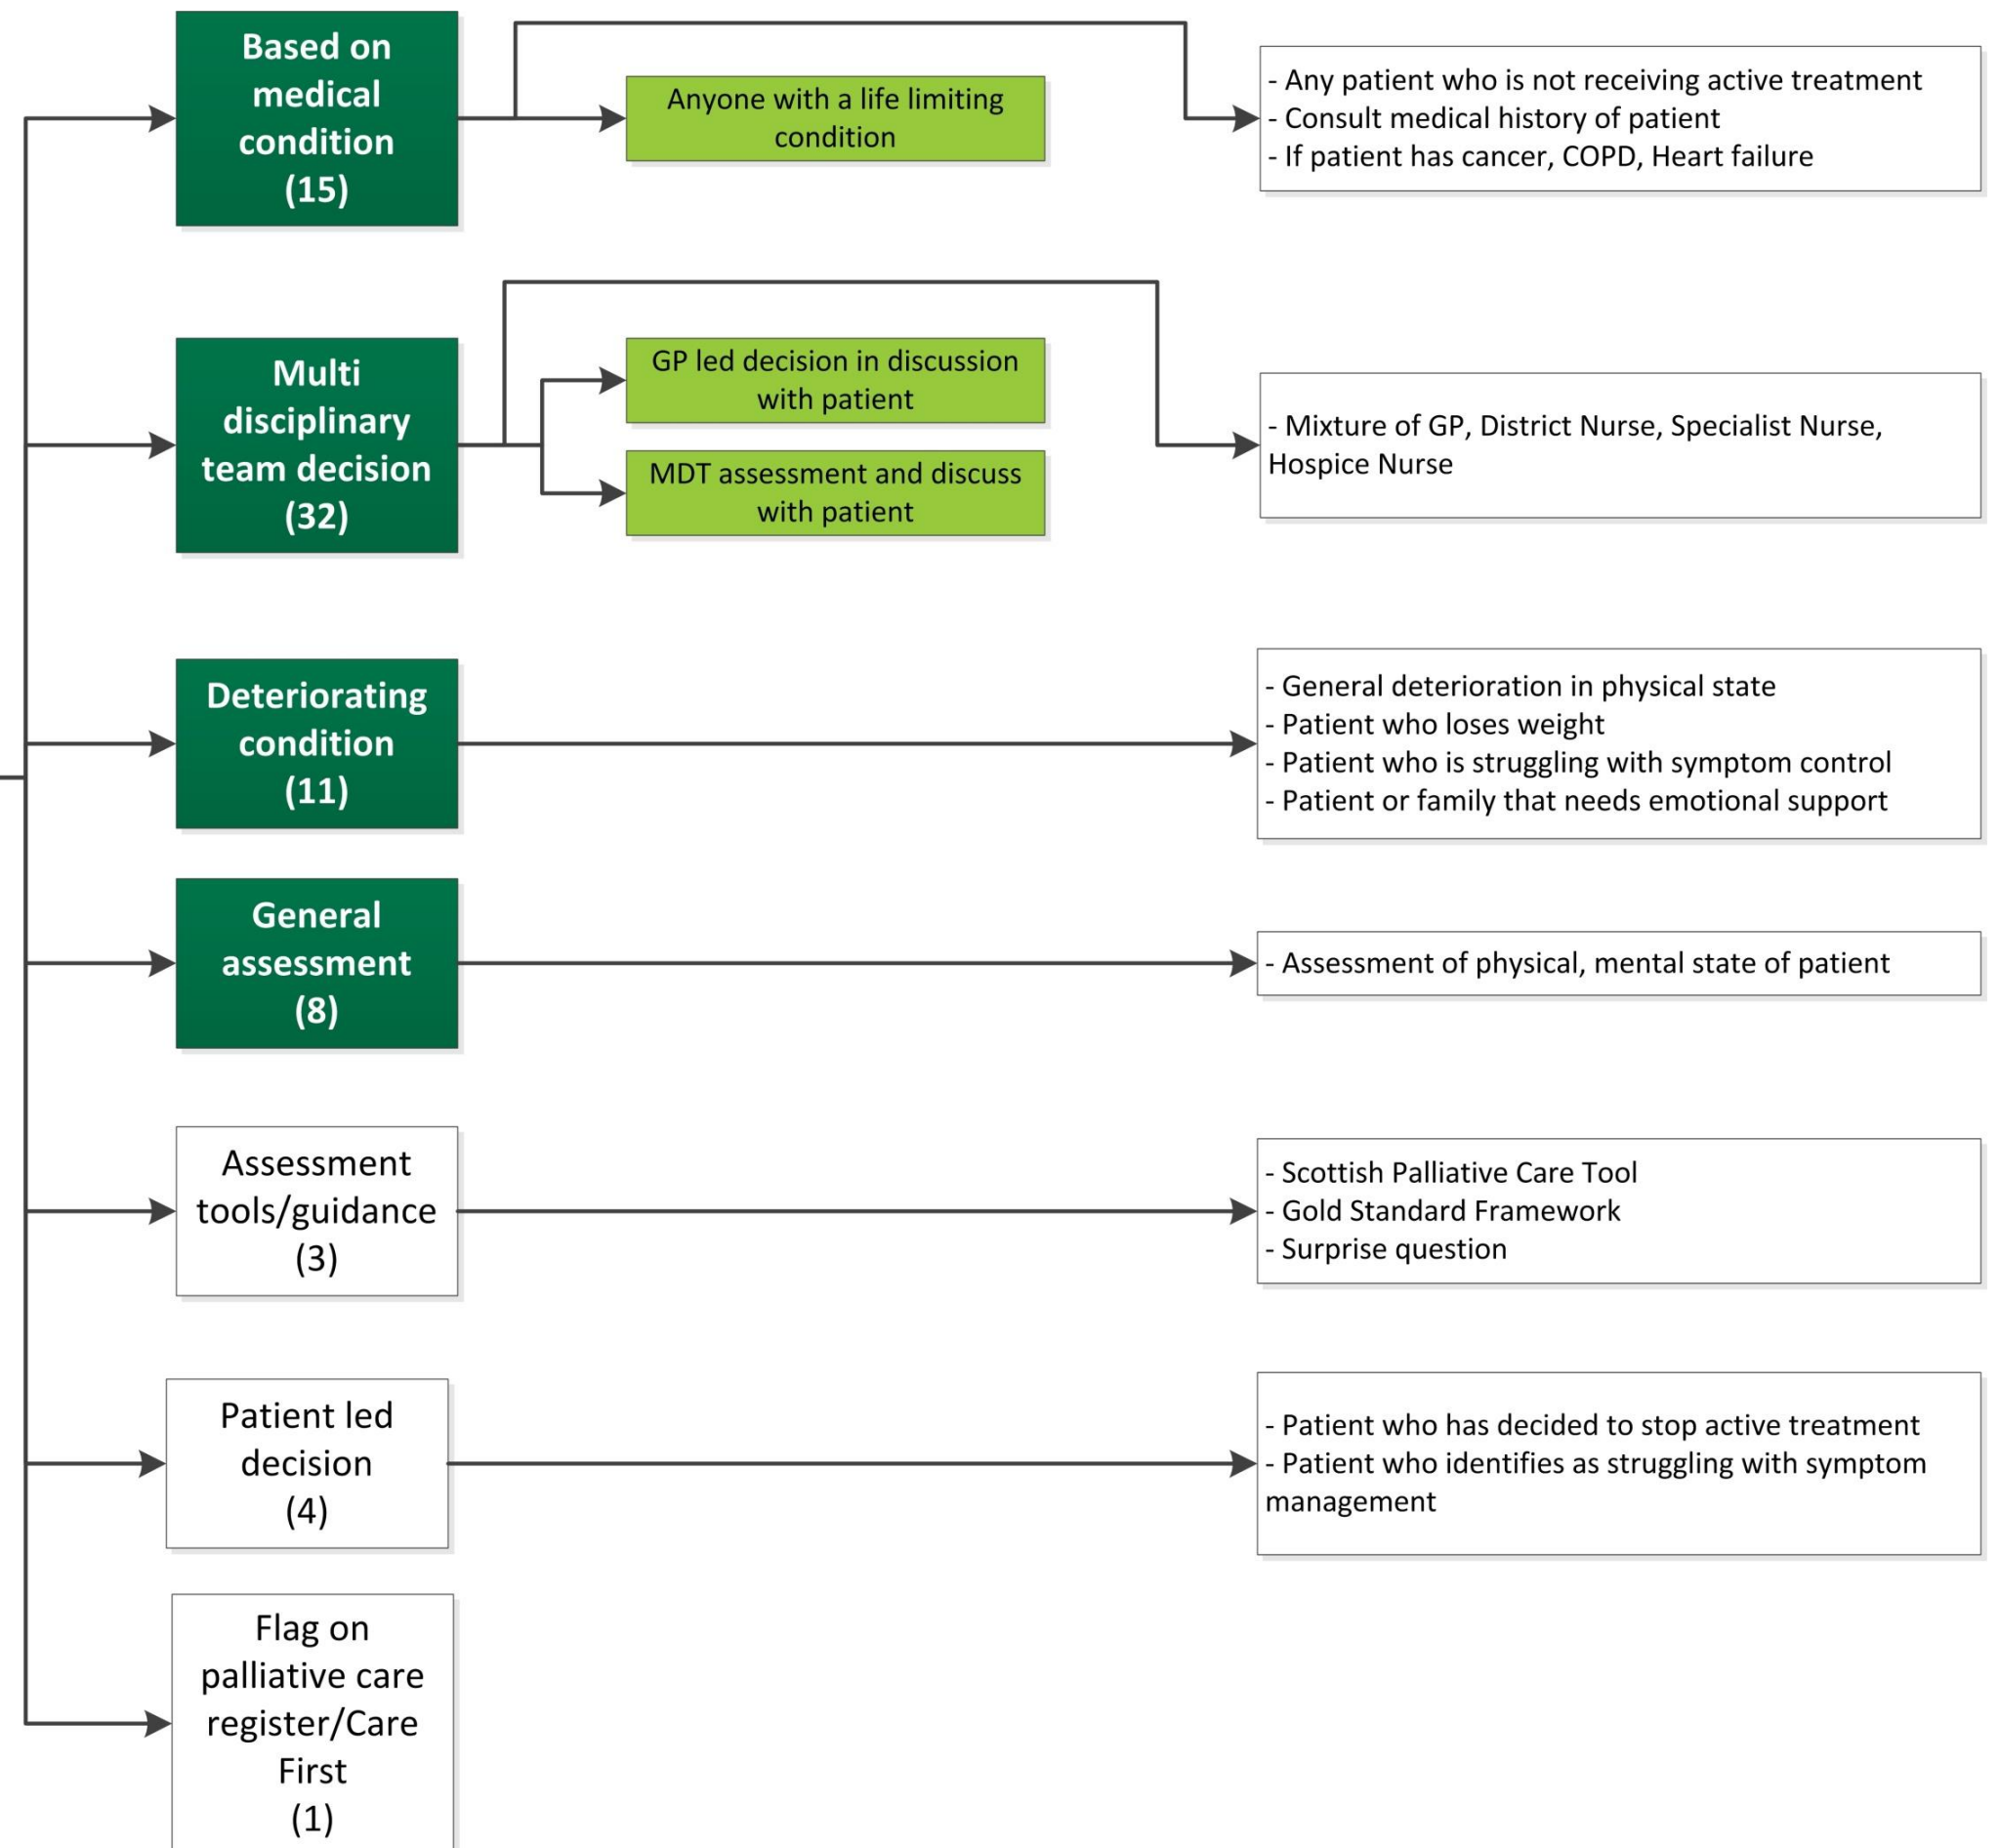 Based on
medical
condition
(15)
Anyone with a life limiting
condition
- Any patient who is not receiving active treatment
- Consult medical history of patient
- If patient has cancer, COPD, Heart failure
Multi
disciplinary
team decision
(32)
GP led decision in discussion
with patient
MDT assessment and discuss
with patient
- Mixture of GP, District Nurse, Specialist Nurse,
Hospice Nurse
Deteriorating
condition
(11)
- General deterioration in physical state
- Patient who loses weight
- Patient who is struggling with symptom control
- Patient or family that needs emotional support
General
assessment
(8)
- Assessment of physical, mental state of patient
Assessment
tools/guidance
(3)
- Scottish Palliative Care Tool
- Gold Standard Framework
- Surprise question
Patient led
decision
(4)
- Patient who has decided to stop active treatment
- Patient who identifies as struggling with symptom
management
Flag on
palliative care
register/Care
First
(1)